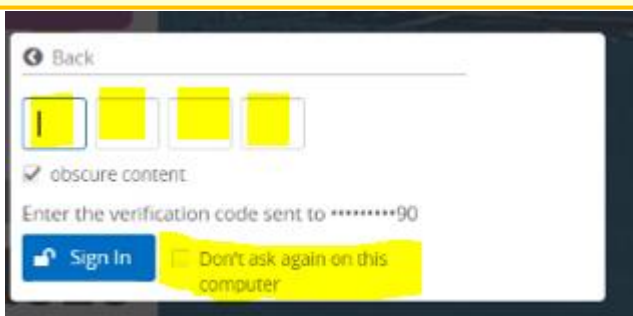 Back
obscure content
Enter the verification code sent to •••••••••90
Sign In
Don't ask again on this
computer